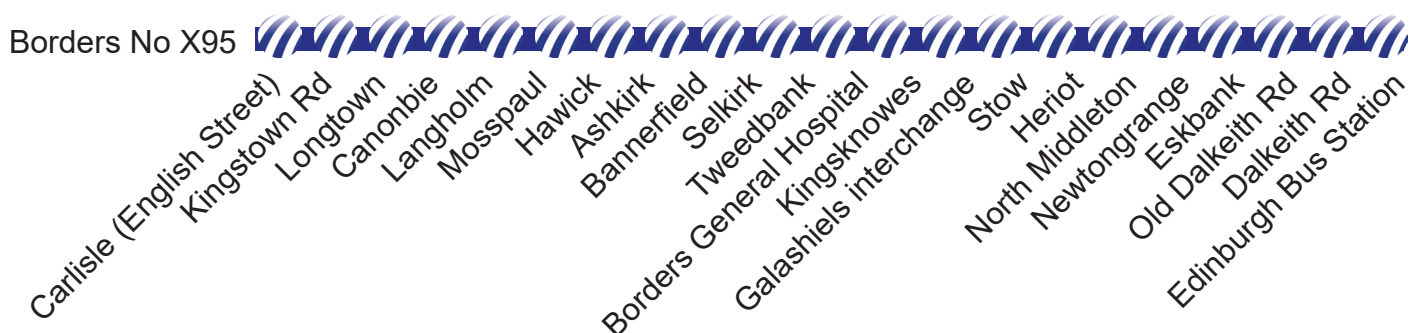 Borders No X95
Carlisle (English Street)
Kingstown Rd
Longtown
Canonbie
Langholm
Mosspaul
Hawick
Ashkirk
Bannerfield
Selkirk
Tweedbank
Borders General Hospital
Kingsknowes
Galashiels interchange
Stow
Heriot
North Middleton
Newtongrange
Eskbank
Old Dalkeith Rd
Dalkeith Rd
Edinburgh Bus Station